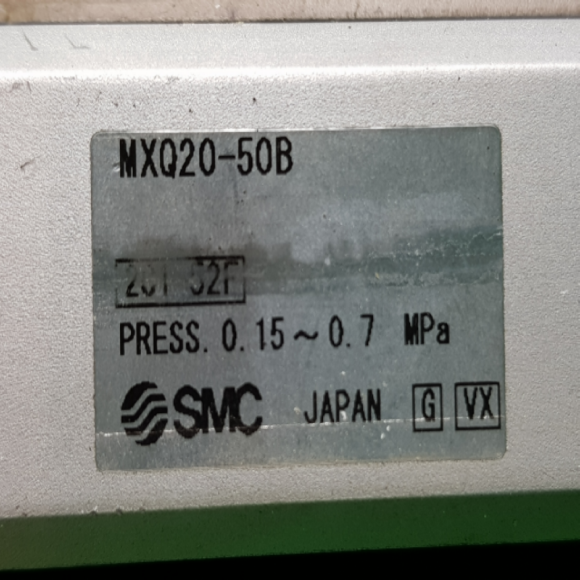 MXQ20-50B
PRESS. 0.15~0.7 MPa
SMC JAPAN G VX